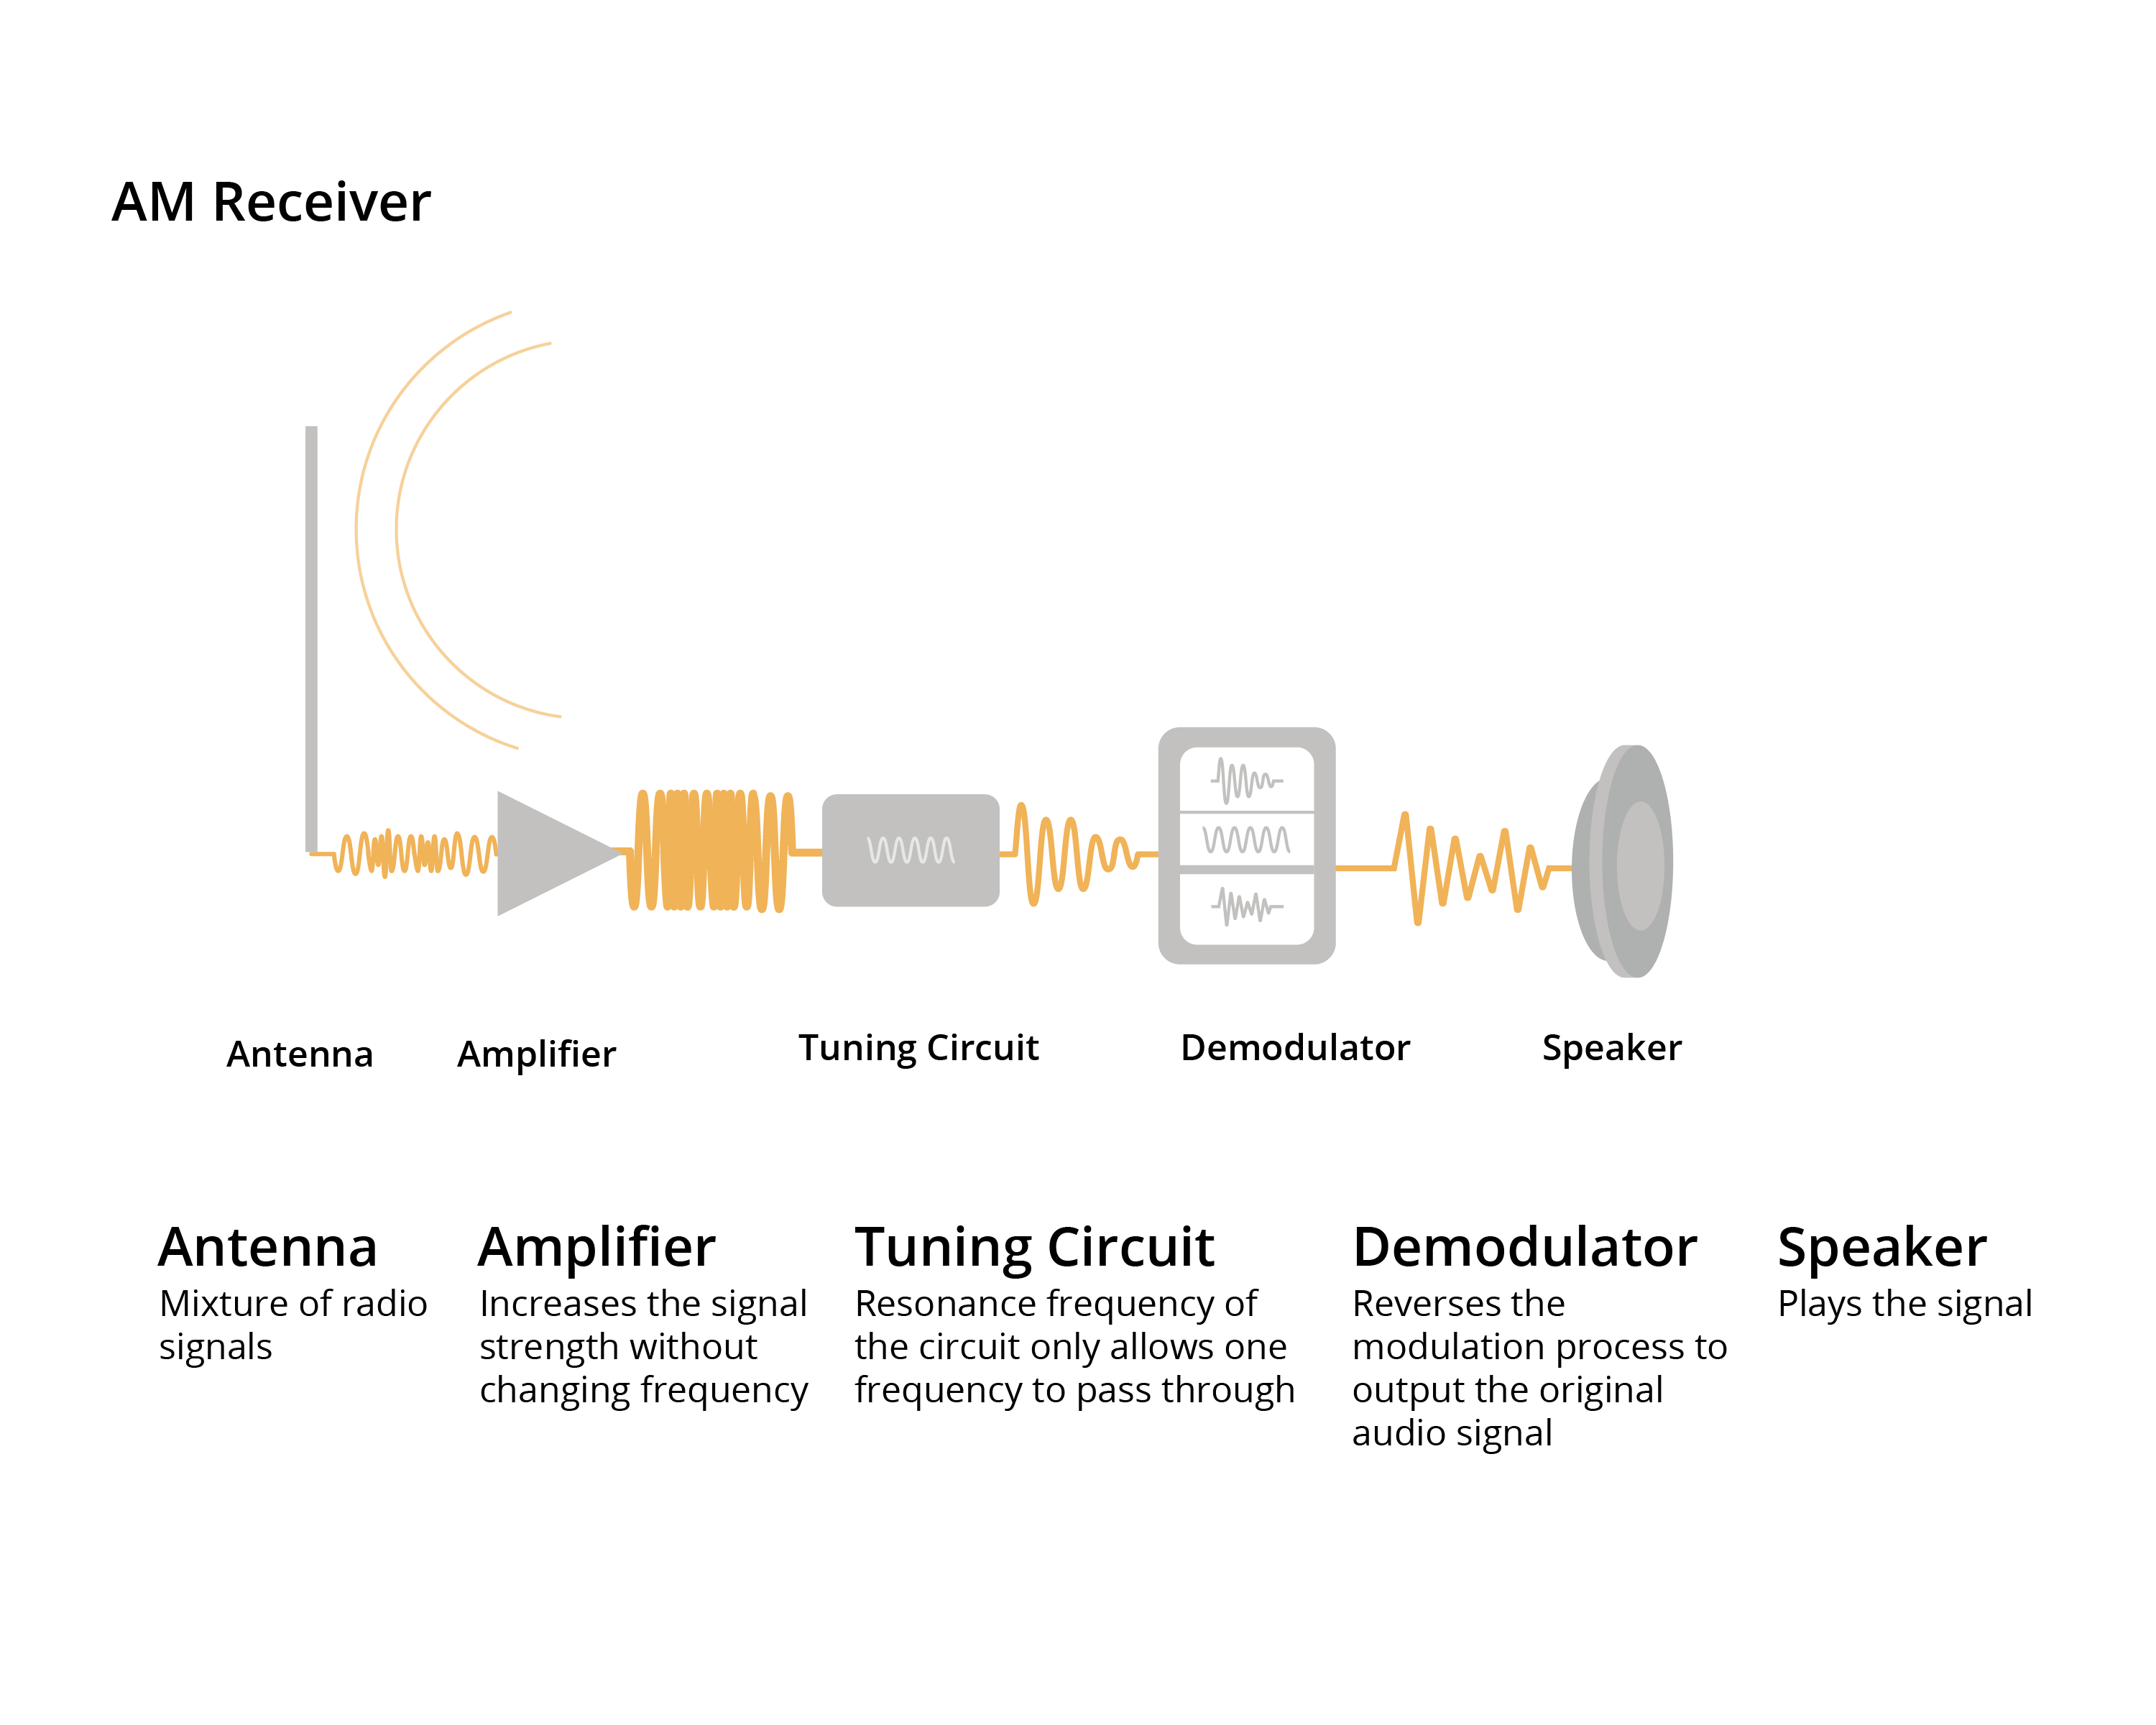 AM Receiver
Antenna
Amplifier
Tuning Circuit
Demodulator
Speaker
Antenna
Mixture of radio
signals
Amplifier
Increases the signal
strength without
changing frequency
Tuning Circuit
Resonance frequency of
the circuit only allows one
frequency to pass through
Demodulator
Reverses the
modulation process to
output the original
audio signal
Speaker
Plays the signal